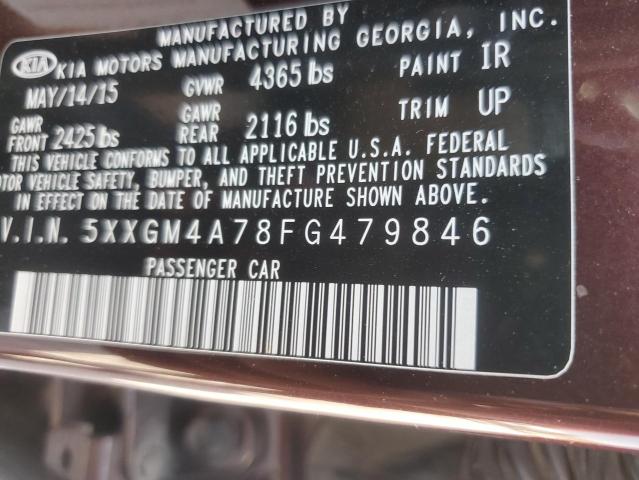 MANUFACTURED BY
KIA KIA MOTORS MANUFACTURING GEORGIA, INC.
MAY/14/15 GVWR 4365 lbs PAINT IR
GAWR FRONT 2425 lbs GAWR REAR 2116 lbs TRIM UP
THIS VEHICLE CONFORMS TO ALL APPLICABLE U.S.A. FEDERAL
TOR VEHICLE SAFETY, BUMPER, AND THEFT PREVENTION STANDARDS
IN EFFECT ON THE DATE OF MANUFACTURE SHOWN ABOVE.
V.I.N. 5XXGM4A78FG479846
PASSENGER CAR